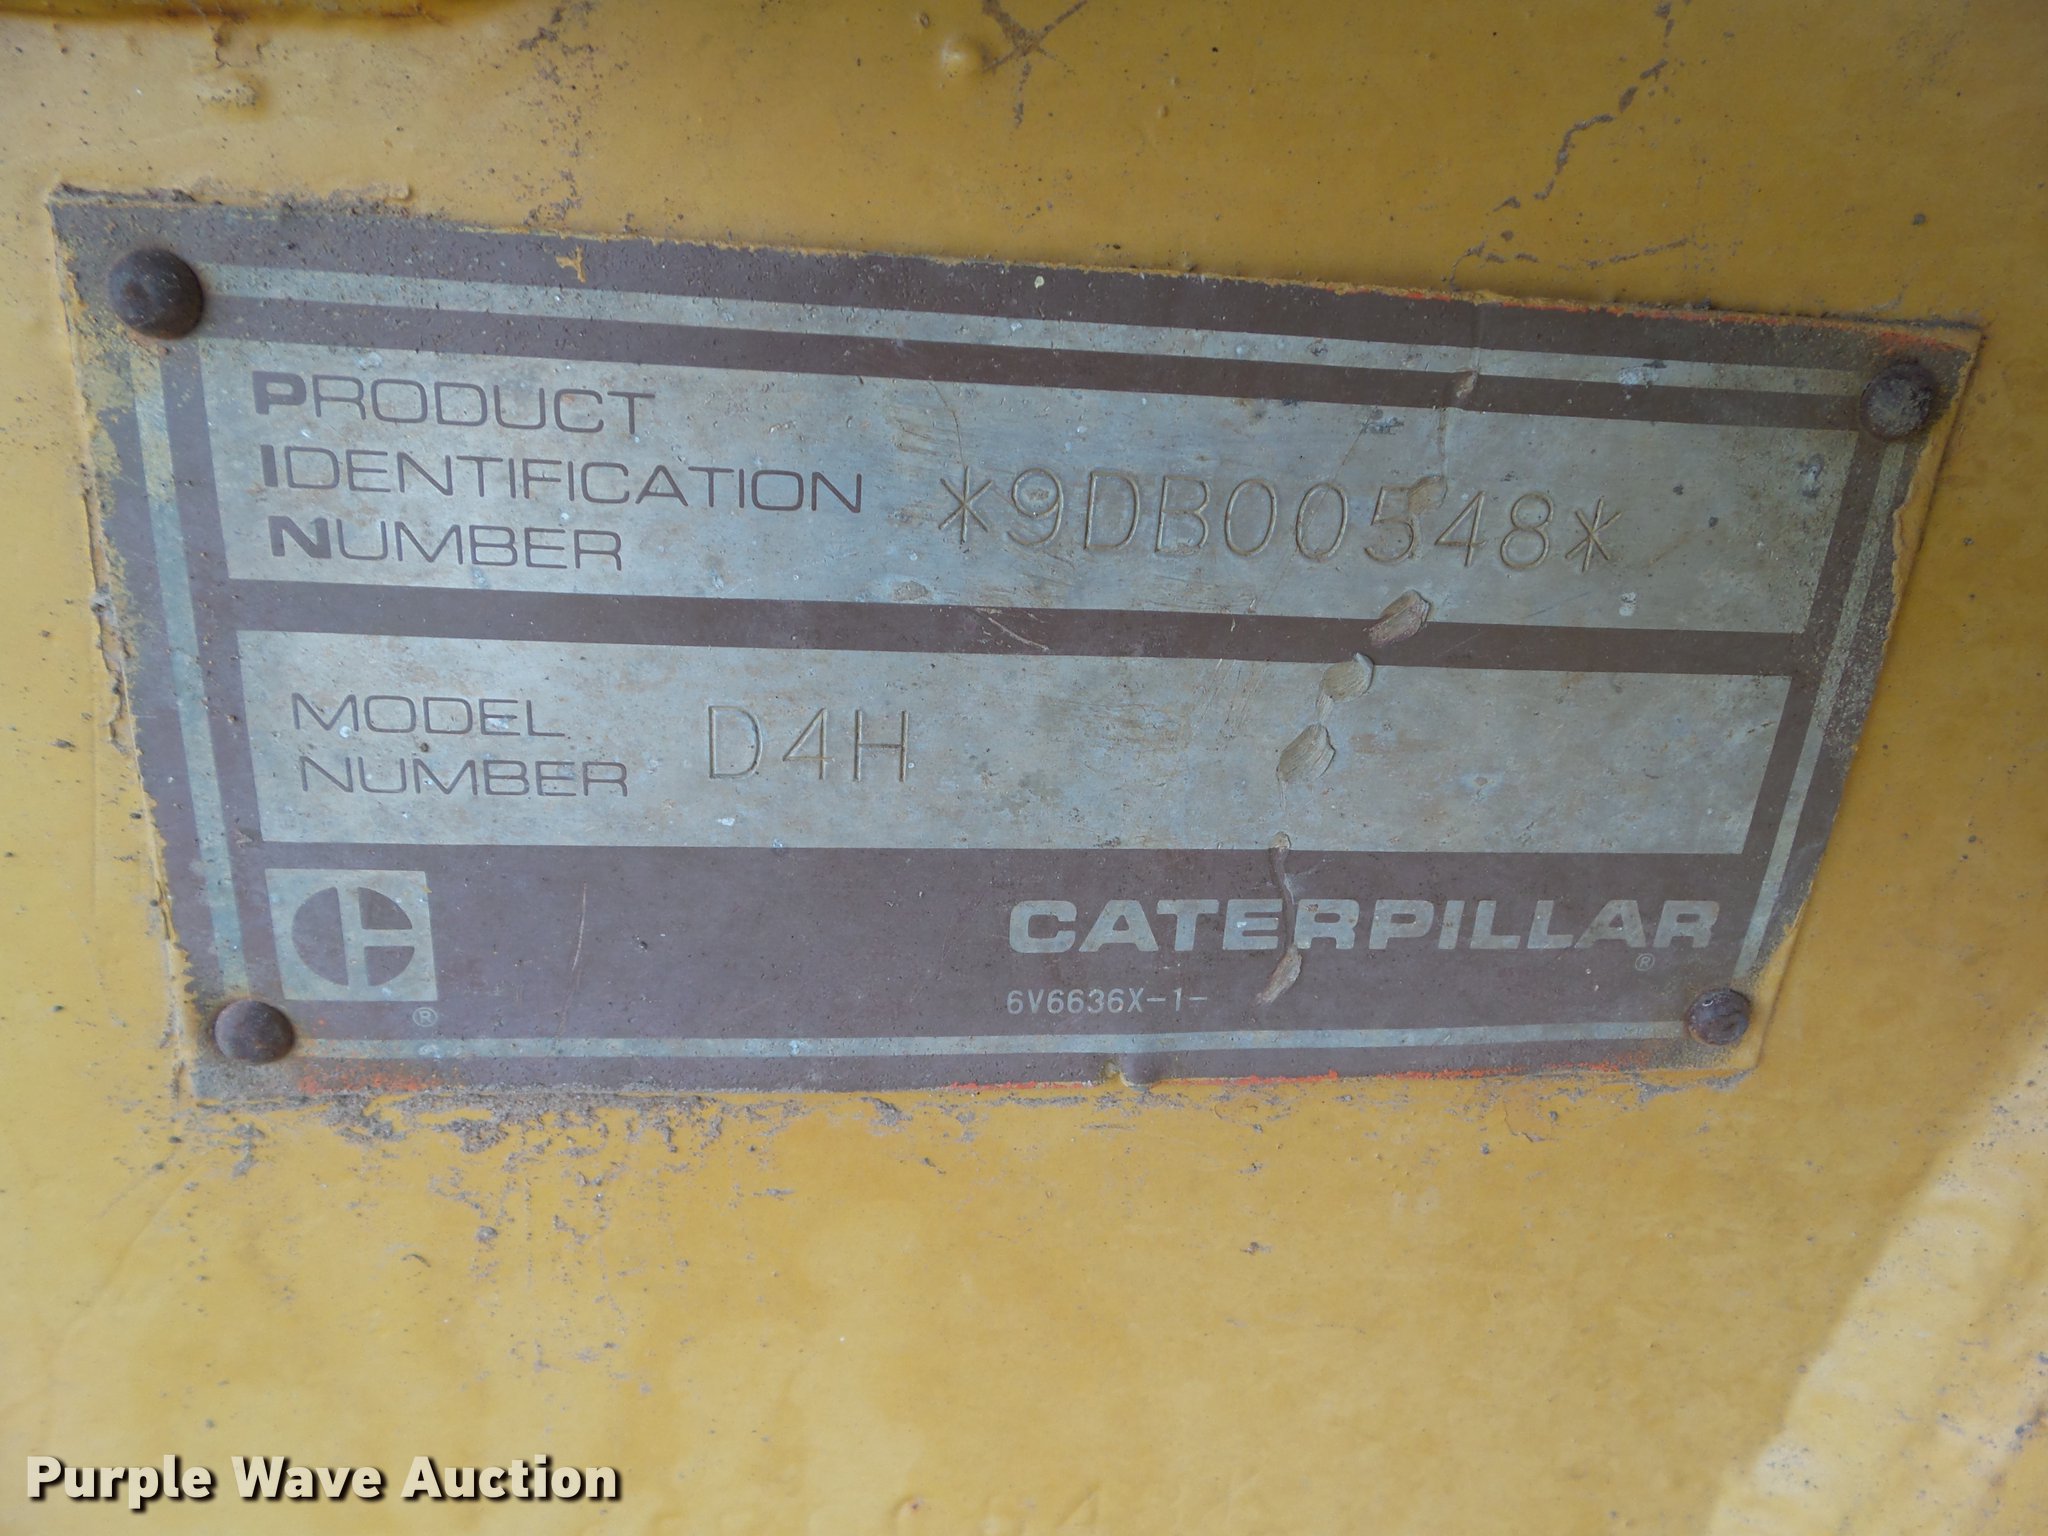 PRODUCT
IDENTIFICATION
NUMBER
*9DB00548*
MODEL
NUMBER
D4H
CATERPILLAR
®
6V6636X-1-
®
Purple Wave Auction